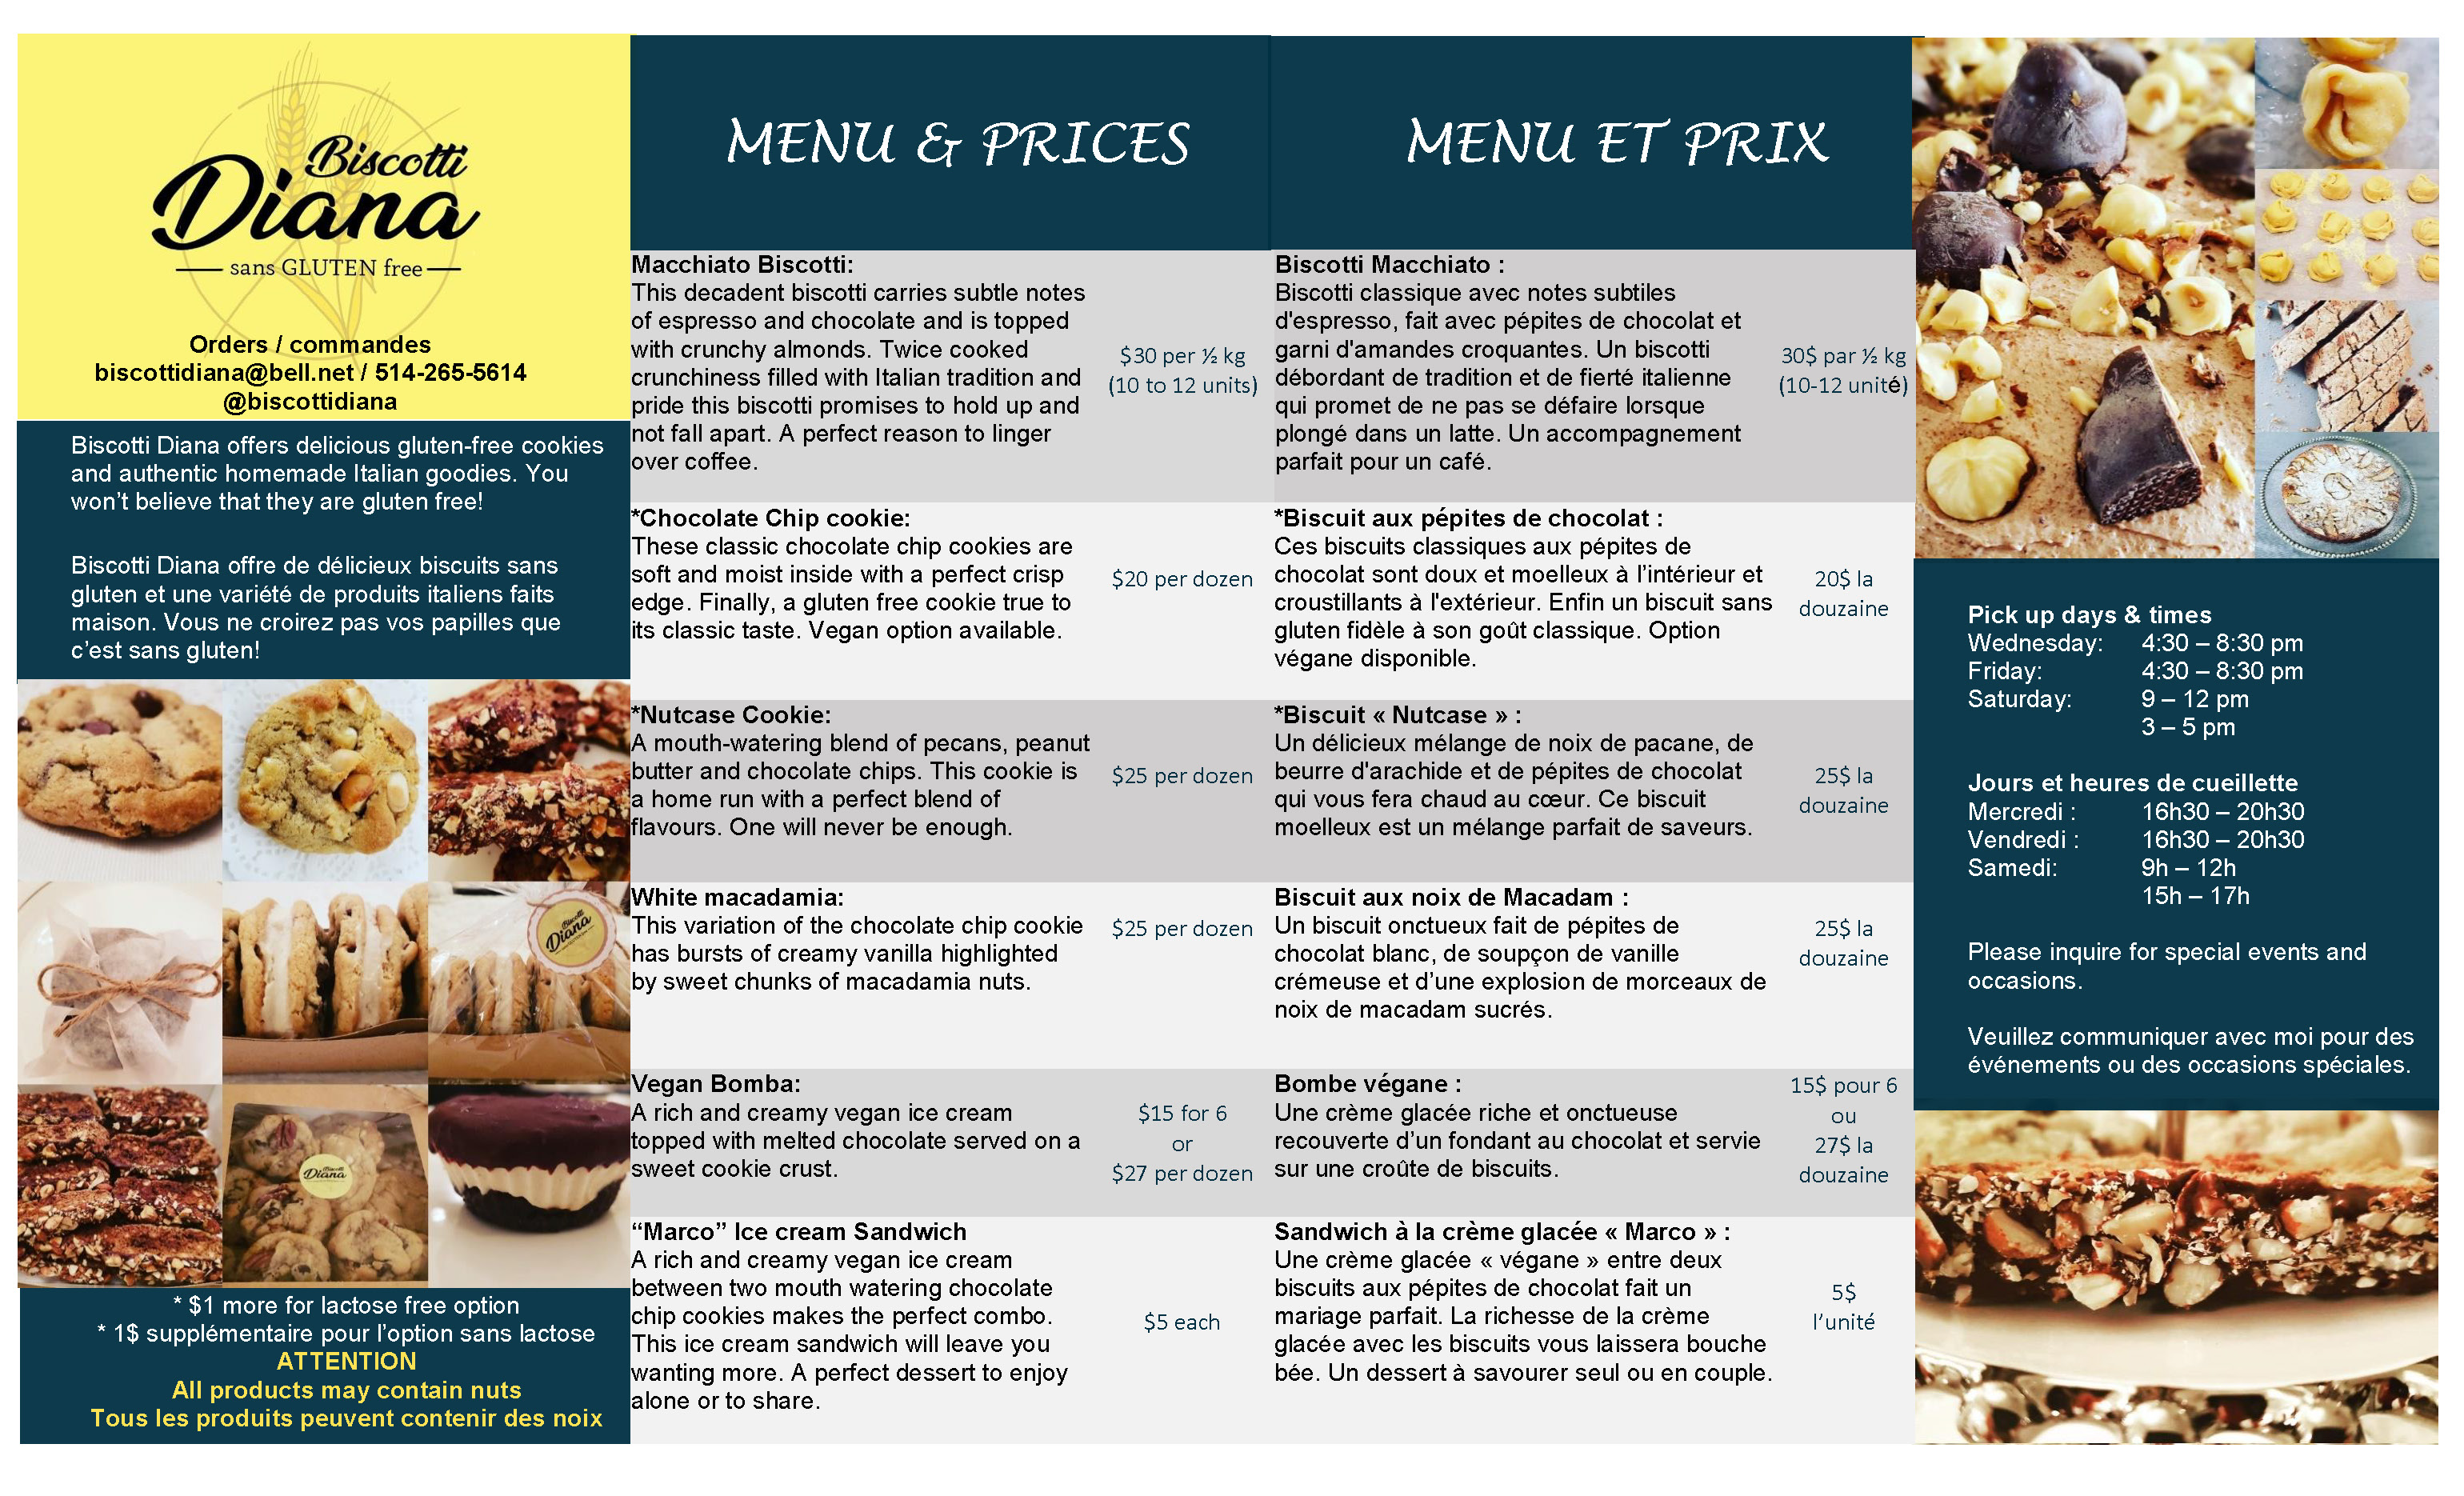 Biscotti
Diana
sans GLUTEN free
Orders / commandes
biscottidiana@bell.net / 514-265-5614
@biscottidiana
Biscotti Diana offers delicious gluten-free cookies
and authentic homemade Italian goodies. You
won’t believe that they are gluten free!
Biscotti Diana offre de délicieux biscuits sans
gluten et une variété de produits italiens faits
maison. Vous ne croirez pas vos papilles que
c’est sans gluten!
Biscotti
Diana
Biscotti
Diana
* $1 more for lactose free option
* 1$ supplémentaire pour l’option sans lactose
ATTENTION
All products may contain nuts
Tous les produits peuvent contenir des noix
MENU & PRICES
Macchiato Biscotti:
This decadent biscotti carries subtle notes
of espresso and chocolate and is topped
with crunchy almonds. Twice cooked
crunchiness filled with Italian tradition and
pride this biscotti promises to hold up and
not fall apart. A perfect reason to linger
over coffee.
$30 per ½ kg
(10 to 12 units)
*Chocolate Chip cookie:
These classic chocolate chip cookies are
soft and moist inside with a perfect crisp
edge. Finally, a gluten free cookie true to
its classic taste. Vegan option available.
$20 per dozen
*Nutcase Cookie:
A mouth-watering blend of pecans, peanut
butter and chocolate chips. This cookie is
a home run with a perfect blend of
flavours. One will never be enough.
$25 per dozen
White macadamia:
This variation of the chocolate chip cookie
has bursts of creamy vanilla highlighted
by sweet chunks of macadamia nuts.
$25 per dozen
Vegan Bomba:
A rich and creamy vegan ice cream
topped with melted chocolate served on a
sweet cookie crust.
$15 for 6
or
$27 per dozen
“Marco” Ice cream Sandwich
A rich and creamy vegan ice cream
between two mouth watering chocolate
chip cookies makes the perfect combo.
This ice cream sandwich will leave you
wanting more. A perfect dessert to enjoy
alone or to share.
$5 each
MENU ET PRIX
Biscotti Macchiato :
Biscotti classique avec notes subtiles
d'espresso, fait avec pépites de chocolat et
garni d'amandes croquantes. Un biscotti
débordant de tradition et de fierté italienne
qui promet de ne pas se défaire lorsque
plongé dans un latte. Un accompagnement
parfait pour un café.
30$ par ½ kg
(10-12 unité)
*Biscuit aux pépites de chocolat :
Ces biscuits classiques aux pépites de
chocolat sont doux et moelleux à l’intérieur et
croustillants à l'extérieur. Enfin un biscuit sans
gluten fidèle à son goût classique. Option
végane disponible.
20$ la
douzaine
*Biscuit « Nutcase » :
Un délicieux mélange de noix de pacane, de
beurre d'arachide et de pépites de chocolat
qui vous fera chaud au cœur. Ce biscuit
moelleux est un mélange parfait de saveurs.
25$ la
douzaine
Biscuit aux noix de Macadam :
Un biscuit onctueux fait de pépites de
chocolat blanc, de soupçon de vanille
crémeuse et d’une explosion de morceaux de
noix de macadam sucrés.
25$ la
douzaine
Bombe végane :
Une crème glacée riche et onctueuse
recouverte d’un fondant au chocolat et servie
sur une croûte de biscuits.
15$ pour 6
ou
27$ la
douzaine
Sandwich à la crème glacée « Marco » :
Une crème glacée « végane » entre deux
biscuits aux pépites de chocolat fait un
mariage parfait. La richesse de la crème
glacée avec les biscuits vous laissera bouche
bée. Un dessert à savourer seul ou en couple.
5$
l’unité
Pick up days & times
Wednesday: 4:30 – 8:30 pm
Friday: 4:30 – 8:30 pm
Saturday: 9 – 12 pm
3 – 5 pm
Jours et heures de cueillette
Mercredi : 16h30 – 20h30
Vendredi : 16h30 – 20h30
Samedi: 9h – 12h
15h – 17h
Please inquire for special events and
occasions.
Veuillez communiquer avec moi pour des
événements ou des occasions spéciales.